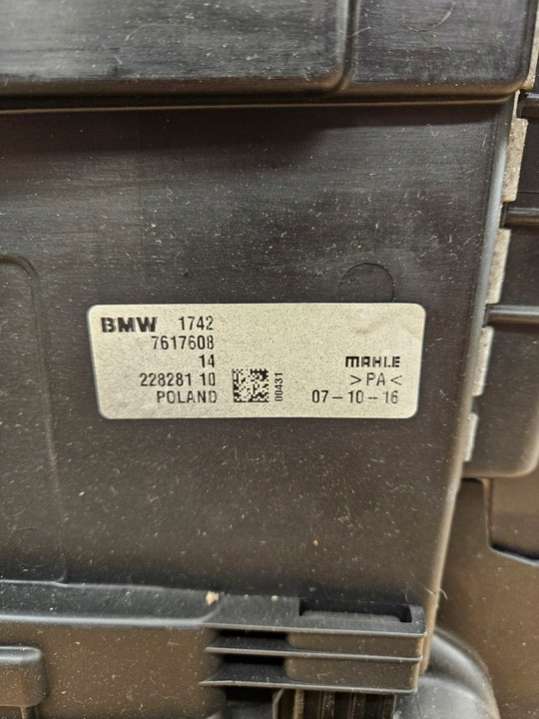 BMW 1742
7617608
14
228281 10
POLAND
00431
MAHLE
>PA<
07-10-16